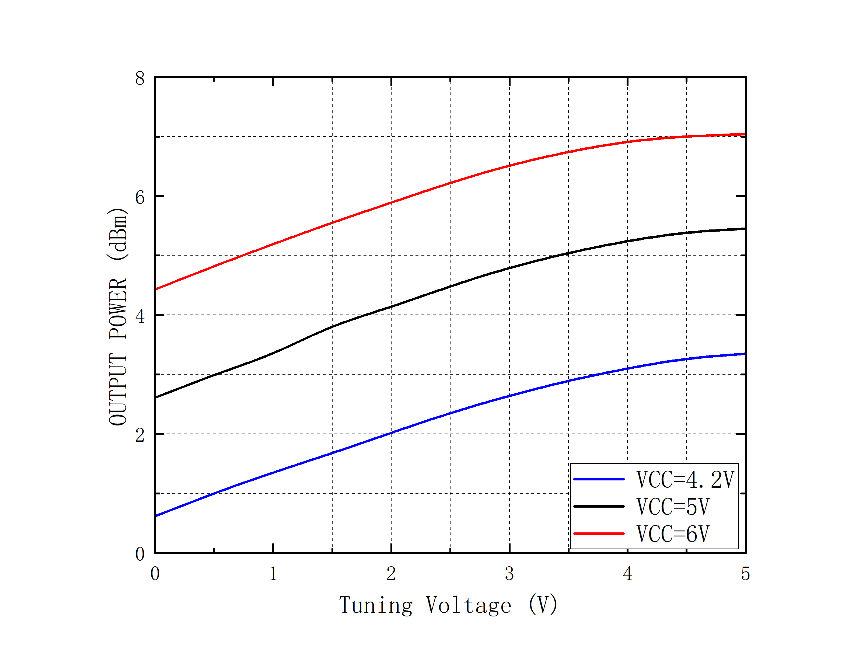 8
6
4
2
0
OUTPUT POWER (dBm)
0 1 2 3 4 5
Tuning Voltage (V)
VCC=4.2V
VCC=5V
VCC=6V